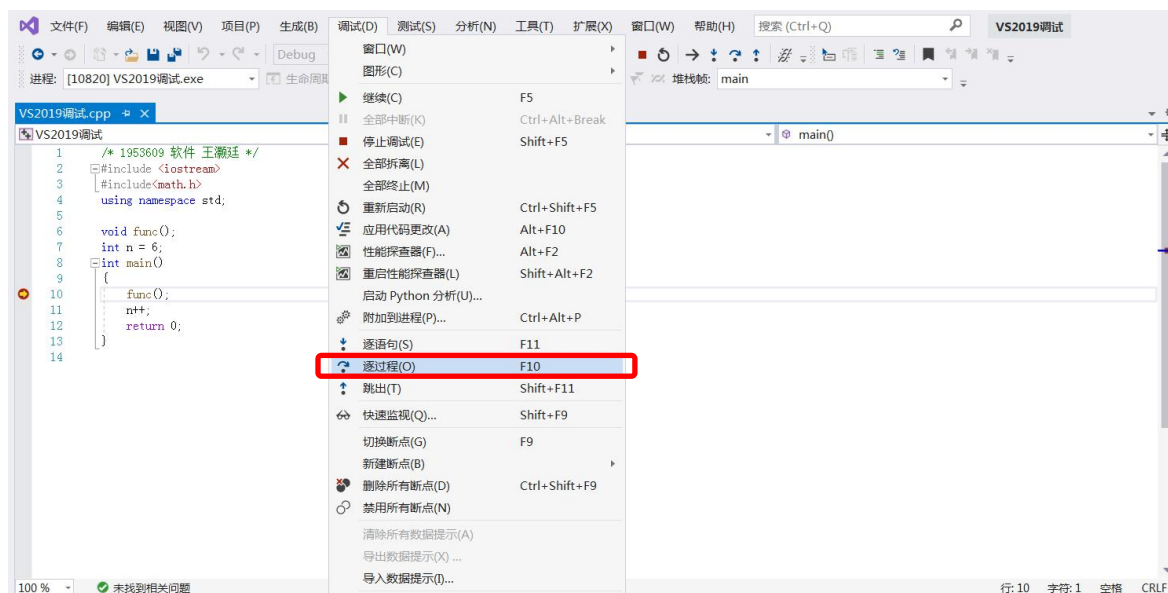 文件(F) 编辑(E) 视图(V) 项目(P) 生成(B) 调试(D) 测试(S) 分析(N) 工具(T) 扩展(X) 窗口(W) 帮助(H) 搜索 (Ctrl+Q) VS2019调试
Debug
进程: [10820] VS2019调试.exe 生命周期 堆栈帧: main
VS2019调试.cpp
VS2019调试 main()
1 /* 1953609 软件 王灏廷 */
2 #include <iostream>
3 #include<math.h>
4 using namespace std;
5
6 void func();
7 int n = 6;
8 int main()
9 {
10 func();
11 n++;
12 return 0;
13 }
14
窗口(W)
图形(C)
继续(C) F5
全部中断(K) Ctrl+Alt+Break
停止调试(E) Shift+F5
全部拆离(L)
全部终止(M)
重新启动(R) Ctrl+Shift+F5
应用代码更改(A) Alt+F10
性能探查器(F)... Alt+F2
重启性能探查器(L) Shift+Alt+F2
启动 Python 分析(U)...
附加到进程(P)... Ctrl+Alt+P
逐语句(S) F11
逐过程(O) F10
跳出(T) Shift+F11
快速监视(Q)... Shift+F9
切换断点(G) F9
新建断点(B)
删除所有断点(D) Ctrl+Shift+F9
禁用所有断点(N)
清除所有数据提示(A)
导出数据提示(X) ...
导入数据提示(I)...
100 % 未找到相关问题 行: 10 字符: 1 空格 CRLF